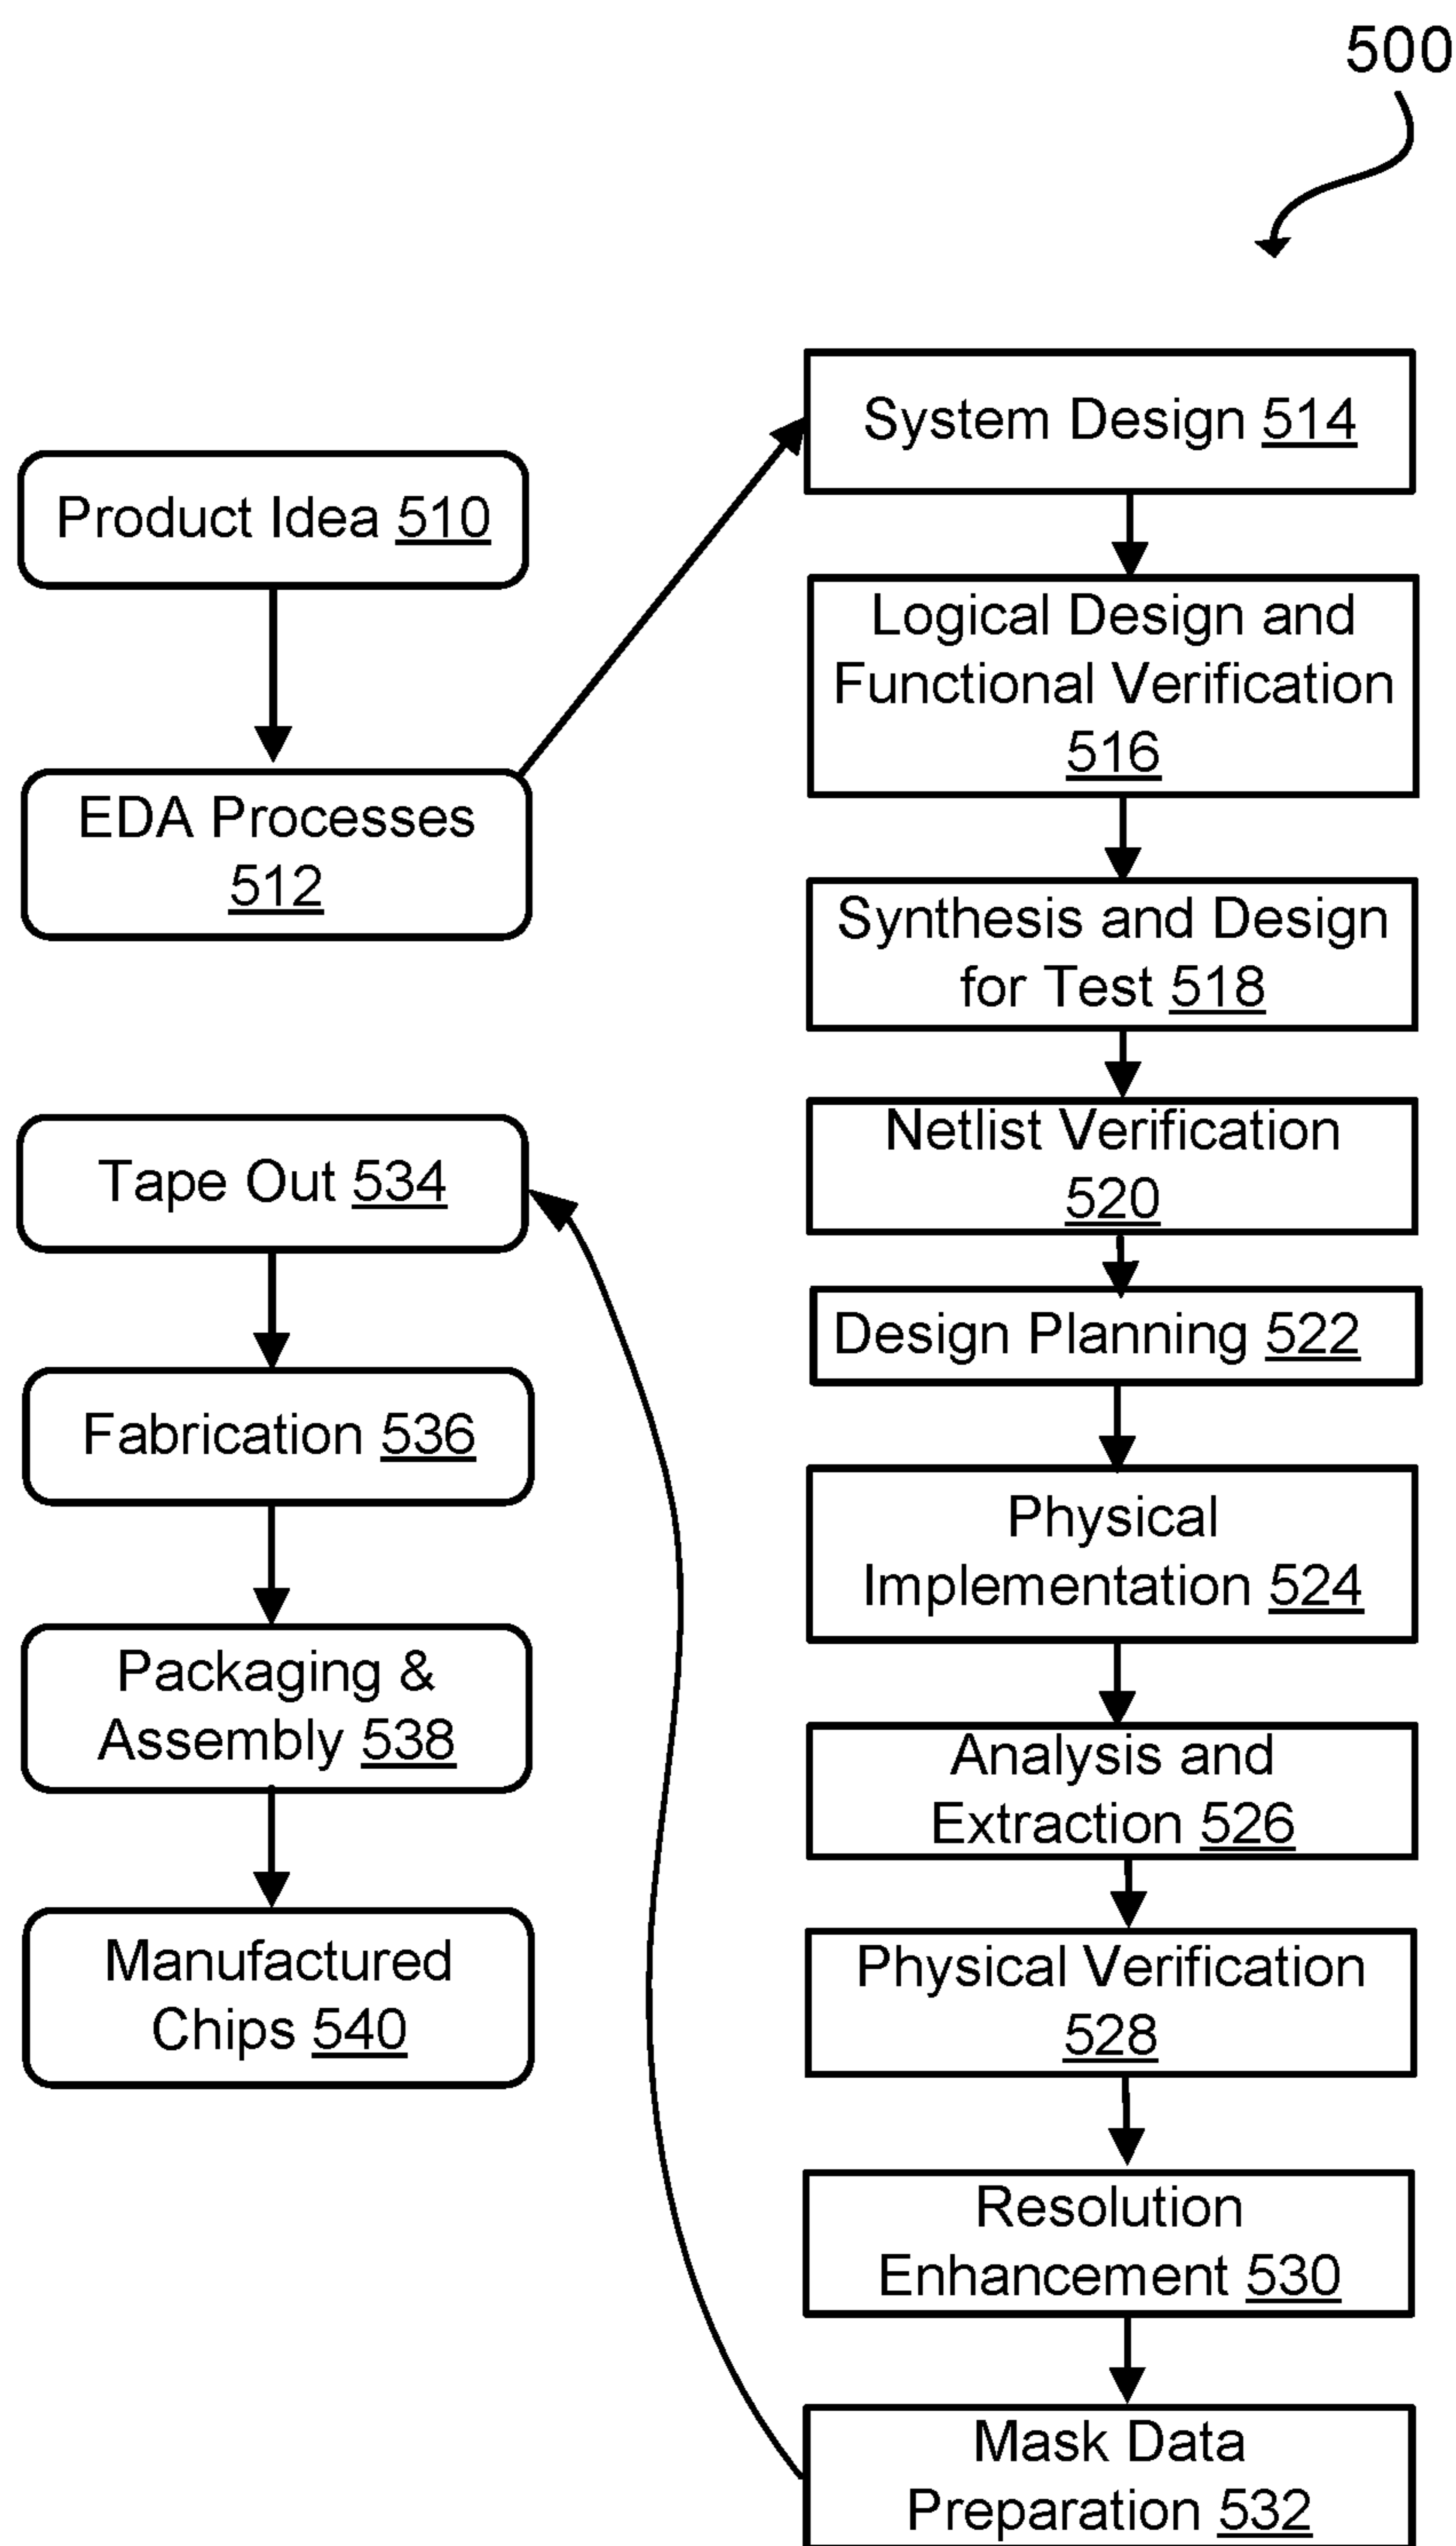 500
Product Idea 510
EDA Processes
512
System Design 514
Logical Design and
Functional Verification
516
Synthesis and Design
for Test 518
Netlist Verification
520
Design Planning 522
Physical
Implementation 524
Analysis and
Extraction 526
Physical Verification
528
Resolution
Enhancement 530
Mask Data
Preparation 532
Tape Out 534
Fabrication 536
Packaging &
Assembly 538
Manufactured
Chips 540